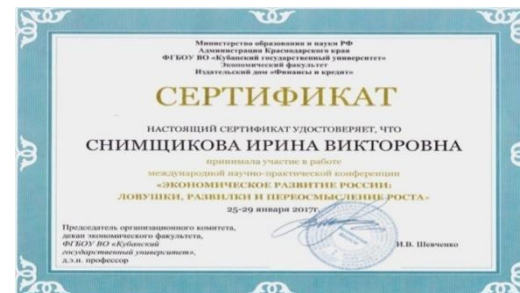 Министерство образования и науки РФ
Администрация Краснодарского края
ФГБОУ ВО «Кубанский государственный университет»
Экономический факультет
Издательский дом «Финансы и кредит»
СЕРТИФИКАТ
НАСТОЯЩИЙ СЕРТИФИКАТ УДОСТОВЕРЯЕТ, ЧТО
СНИМЩИКОВА ИРИНА ВИКТОРОВНА
принимала участие в работе
международной научно-практической конференции
«ЭКОНОМИЧЕСКОЕ РАЗВИТИЕ РОССИИ:
ЛОВУШКИ, РАЗВИЛКИ И ПЕРЕОСМЫСЛЕНИЕ РОСТА»
25-29 января 2017г.
Председатель организационного комитета,
декан экономического факультета,
ФГБОУ ВО «Кубанский
государственный университет»,
д.э.н. профессор
И.В. Шевченко